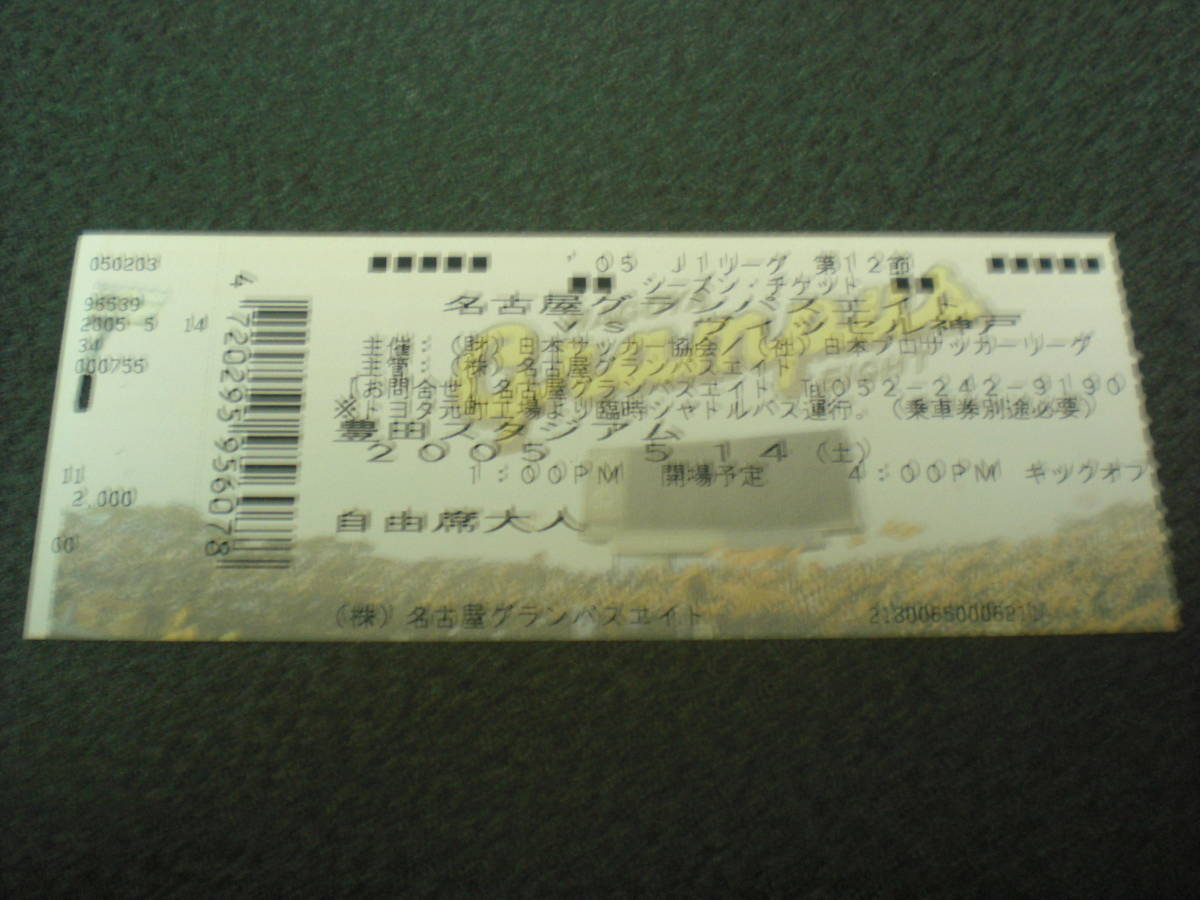 050203
96539
2005 5 14
34
000755
11
2,000
00
4720295956078
'05 J1リーグ 第12節
シーズン・チケット
名古屋グランパスエイト
vs ヴィッセル神戸
主催:(財)日本サッカー協会/(社)日本プロサッカーリーグ
主管:(株)名古屋グランパスエイト
[お問合せ]名古屋グランパスエイト TEL052-242-9190
※トヨタ元町工場より臨時シャトルバス運行。(乗車券別途必要)
豊田スタジアム
2005 5 14(土)
1:00PM 開場予定 4:00PM キックオフ
自由席大人
(株)名古屋グランパスエイト
Grampus
EIGHT